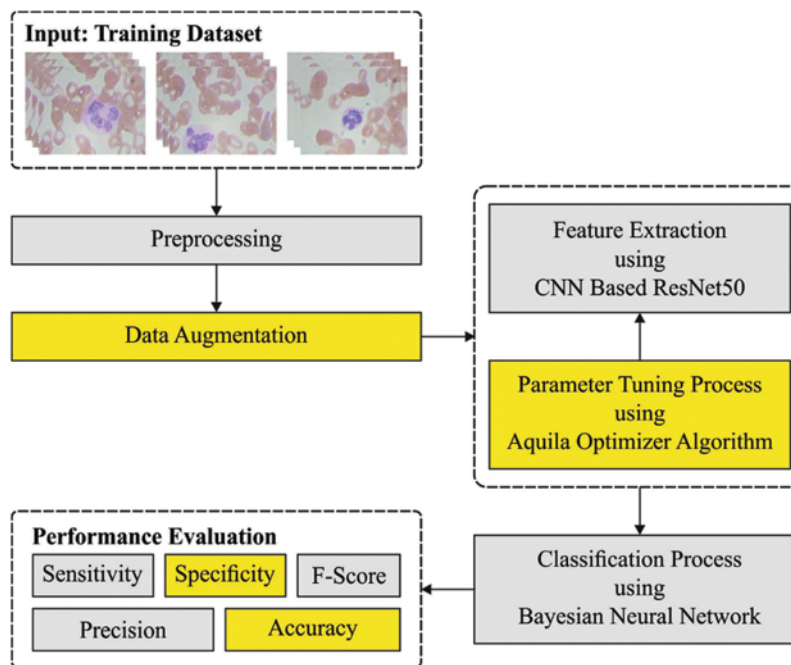 Input: Training Dataset
Preprocessing
Data Augmentation
Feature Extraction
using
CNN Based ResNet50
Parameter Tuning Process
using
Aquila Optimizer Algorithm
Classification Process
using
Bayesian Neural Network
Performance Evaluation
Sensitivity Specificity F-Score
Precision Accuracy